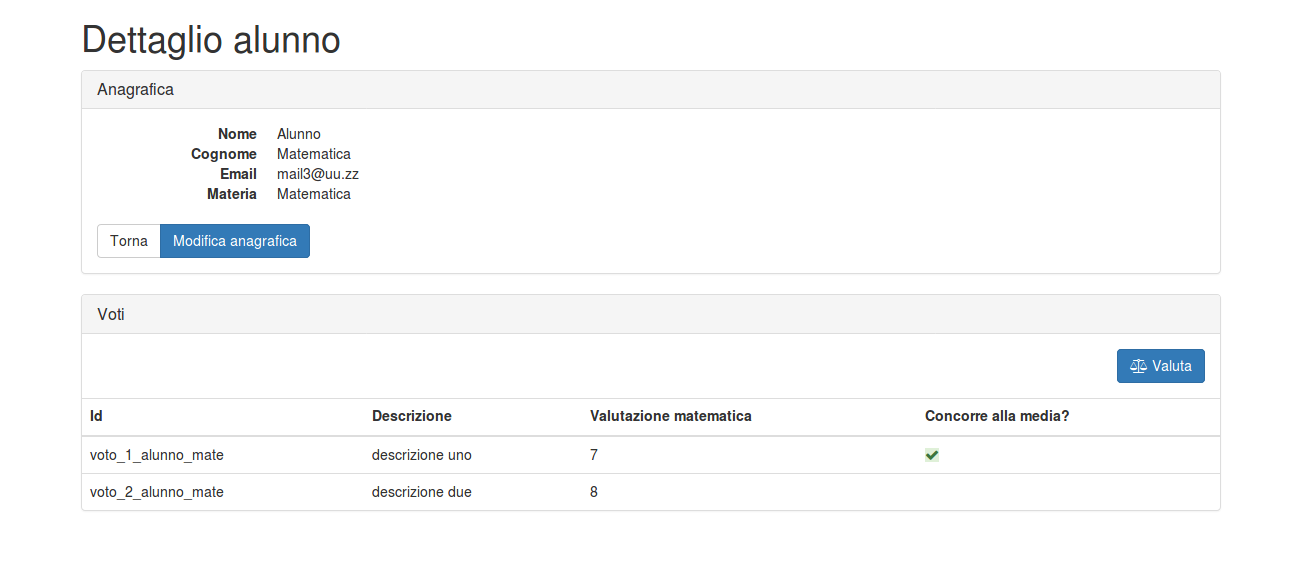 Dettaglio alunno
Anagrafica
Nome Alunno
Cognome Matematica
Email mail3@uu.zz
Materia Matematica
Torna Modifica anagrafica
Voti
Valuta
Id Descrizione Valutazione matematica Concorre alla media?
voto_1_alunno_mate descrizione uno 7
voto_2_alunno_mate descrizione due 8